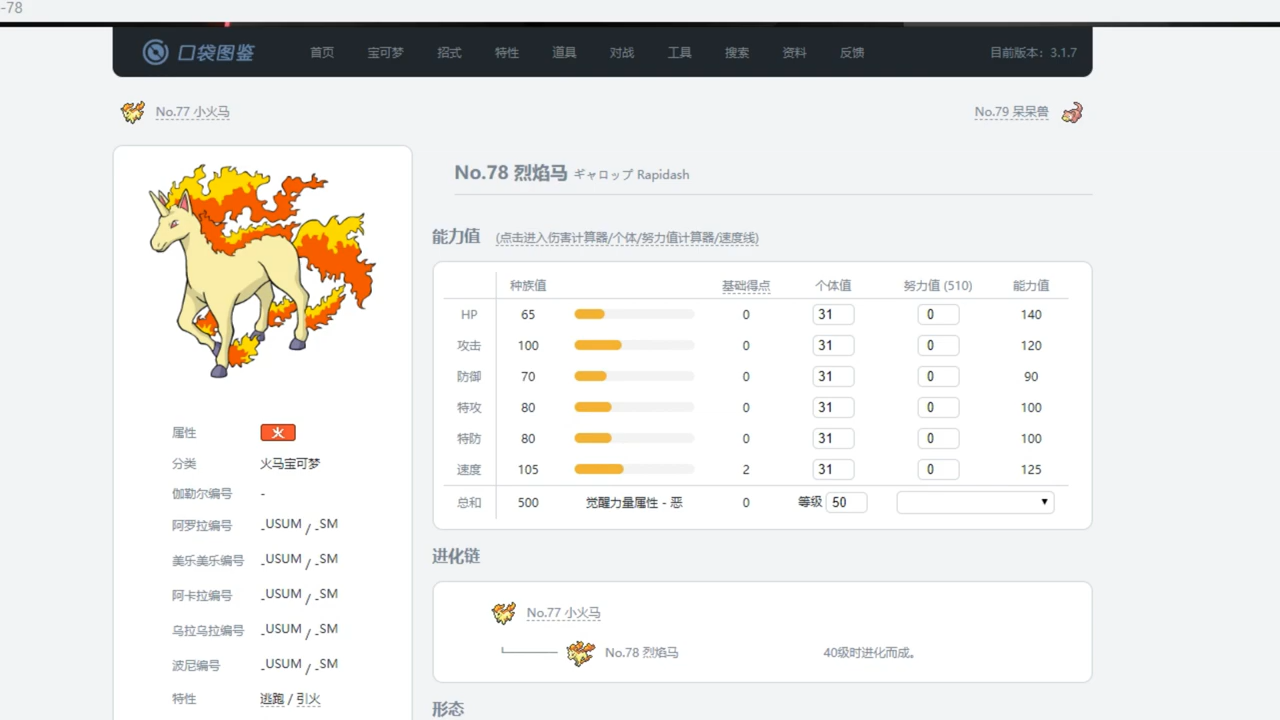 -78
口袋图鉴 首页 宝可梦 招式 特性 道具 对战 工具 搜索 资料 反馈 目前版本：3.1.7
No.77 小火马 No.79 呆呆兽
No.78 烈焰马 ギャロップ Rapidash
能力值 (点击进入伤害计算器/个体/努力值计算器/速度线)
种族值 基础得点 个体值 努力值 (510) 能力值
HP 65 0 31 0 140
攻击 100 0 31 0 120
防御 70 0 31 0 90
特攻 80 0 31 0 100
特防 80 0 31 0 100
速度 105 2 31 0 125
总和 500 觉醒力量属性 - 恶 0 等级 50
属性 火
分类 火马宝可梦
伽勒尔编号 -
阿罗拉编号 -USUM / -SM
美乐美乐编号 -USUM / -SM
阿卡拉编号 -USUM / -SM
乌拉乌拉编号 -USUM / -SM
波尼编号 -USUM / -SM
特性 逃跑 / 引火
进化链
No.77 小火马
No.78 烈焰马 40级时进化而成。
形态